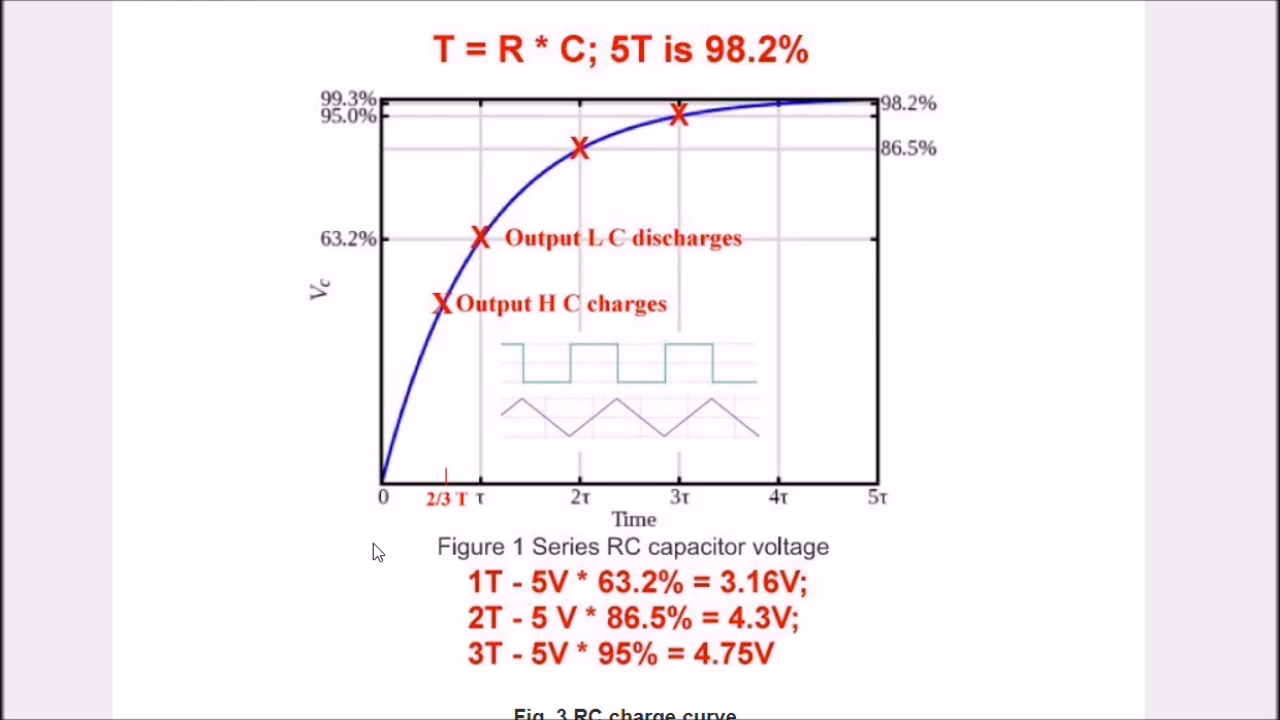 T = R * C; 5T is 98.2%
99.3%
98.2%
95.0%
86.5%
63.2%
X
X
X Output L C discharges
Vc
X Output H C charges
0
2/3 T
τ
2τ
3τ
4τ
5τ
Time
Figure 1 Series RC capacitor voltage
1T - 5V * 63.2% = 3.16V;
2T - 5 V * 86.5% = 4.3V;
3T - 5V * 95% = 4.75V
Fig. 3 RC charge curve